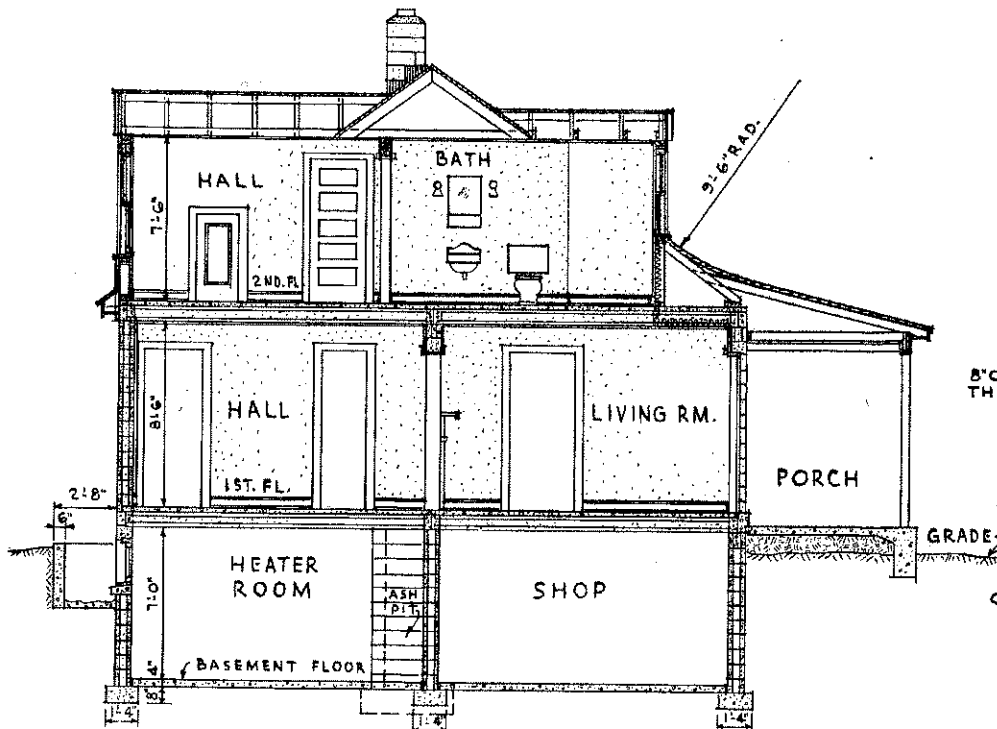 9'-6" RAD.
BATH
HALL
7'-6"
2ND. FL.
8"C
TH
HALL
LIVING RM.
8'-6"
1ST. FL.
2'-8"
PORCH
6"
GRADE
HEATER
ROOM
SHOP
7'-0"
ASH
PIT
BASEMENT FLOOR
4"
8"
1'-4"
1'-4"
1'-4"